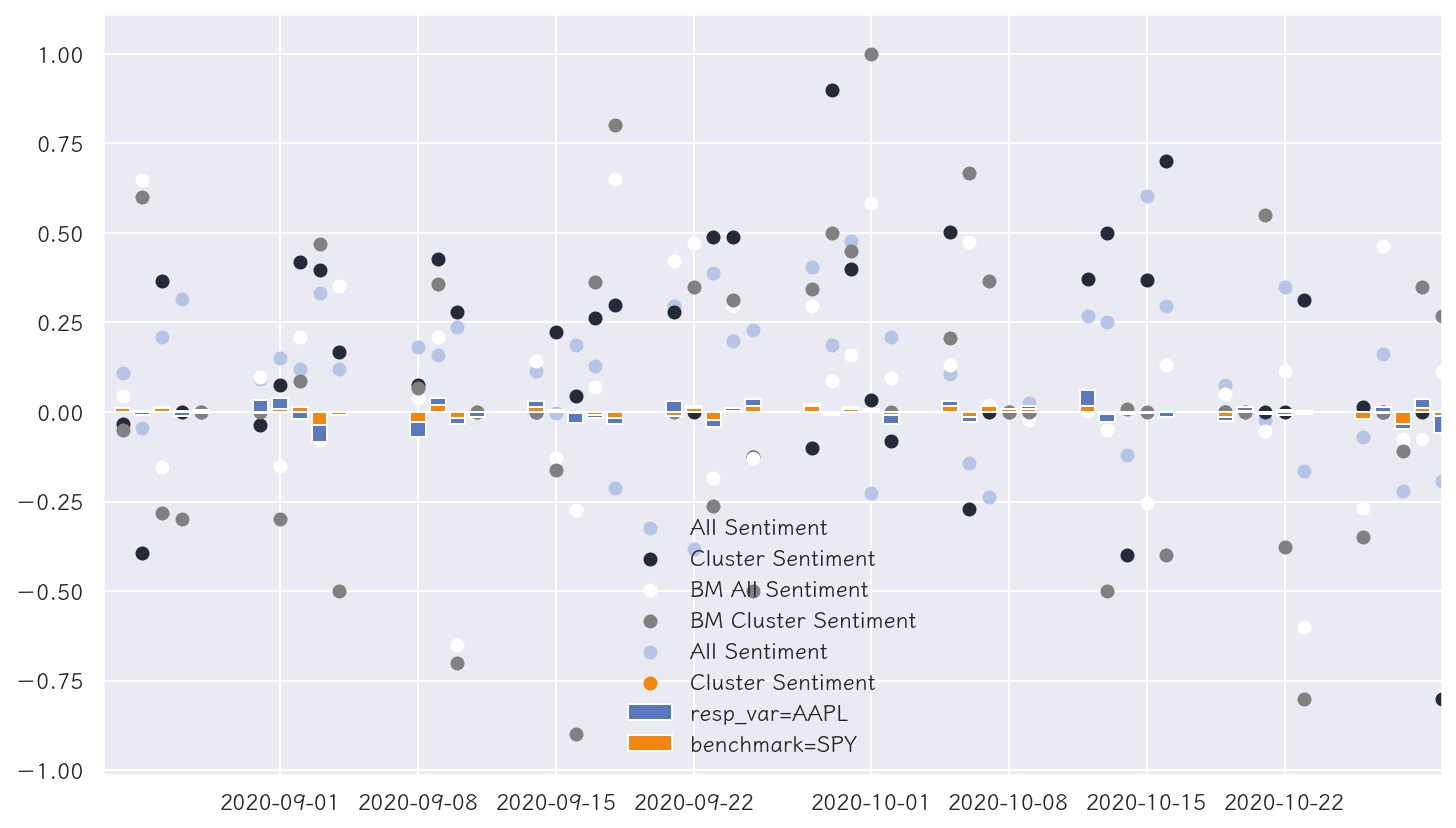 1.00
0.75
0.50
0.25
0.00
−0.25
−0.50
−0.75
−1.00
All Sentiment
Cluster Sentiment
BM All Sentiment
BM Cluster Sentiment
All Sentiment
Cluster Sentiment
resp_var=AAPL
benchmark=SPY
2020-09-01 2020-09-08 2020-09-15 2020-09-22 2020-10-01 2020-10-08 2020-10-15 2020-10-22